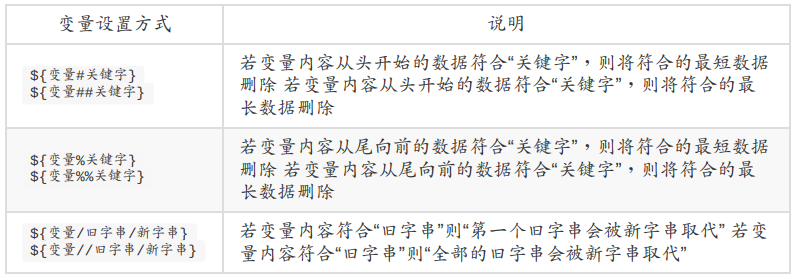 变量设置方式 说明
${变量#关键字}
${变量##关键字}
若变量内容从头开始的数据符合“关键字”，则将符合的最短数据
删除 若变量内容从头开始的数据符合“关键字”，则将符合的最
长数据删除
${变量%关键字}
${变量%%关键字}
若变量内容从尾向前的数据符合“关键字”，则将符合的最短数据
删除 若变量内容从尾向前的数据符合“关键字”，则将符合的最
长数据删除
${变量/旧字串/新字串}
${变量//旧字串/新字串}
若变量内容符合“旧字串”则“第一个旧字串会被新字串取代” 若变
量内容符合“旧字串”则“全部的旧字串会被新字串取代”